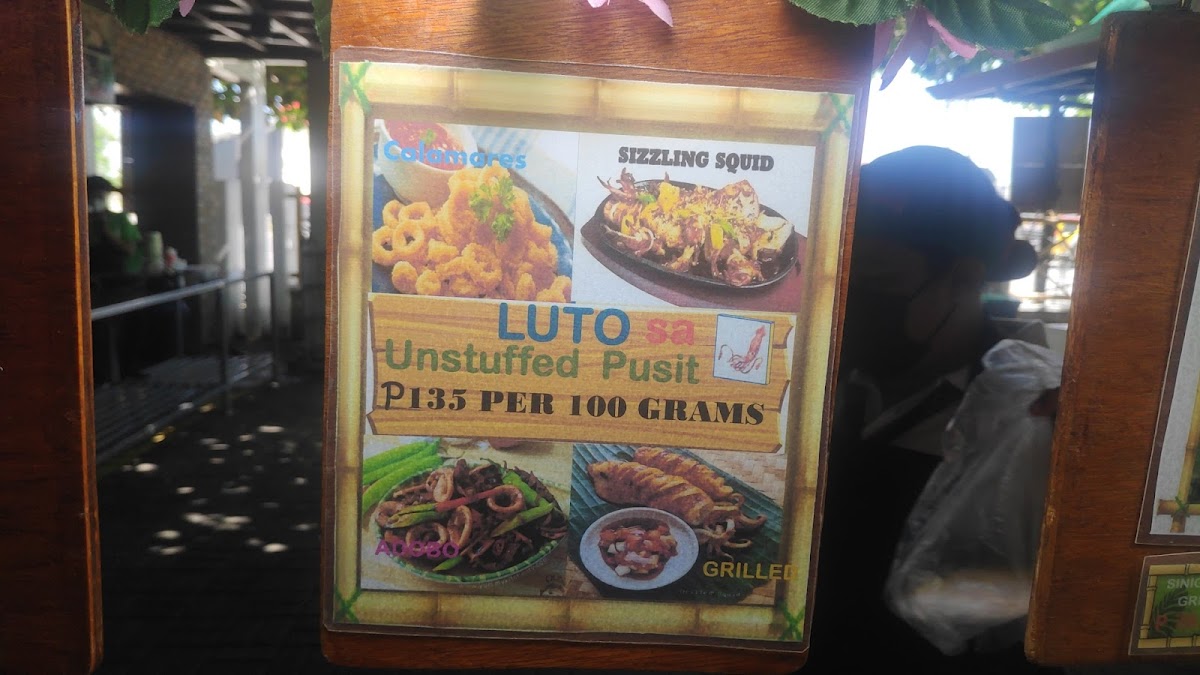 Calamares
SIZZLING SQUID
LUTO sa
Unstuffed Pusit
₱135 PER 100 GRAMS
ADOBO
GRILLED